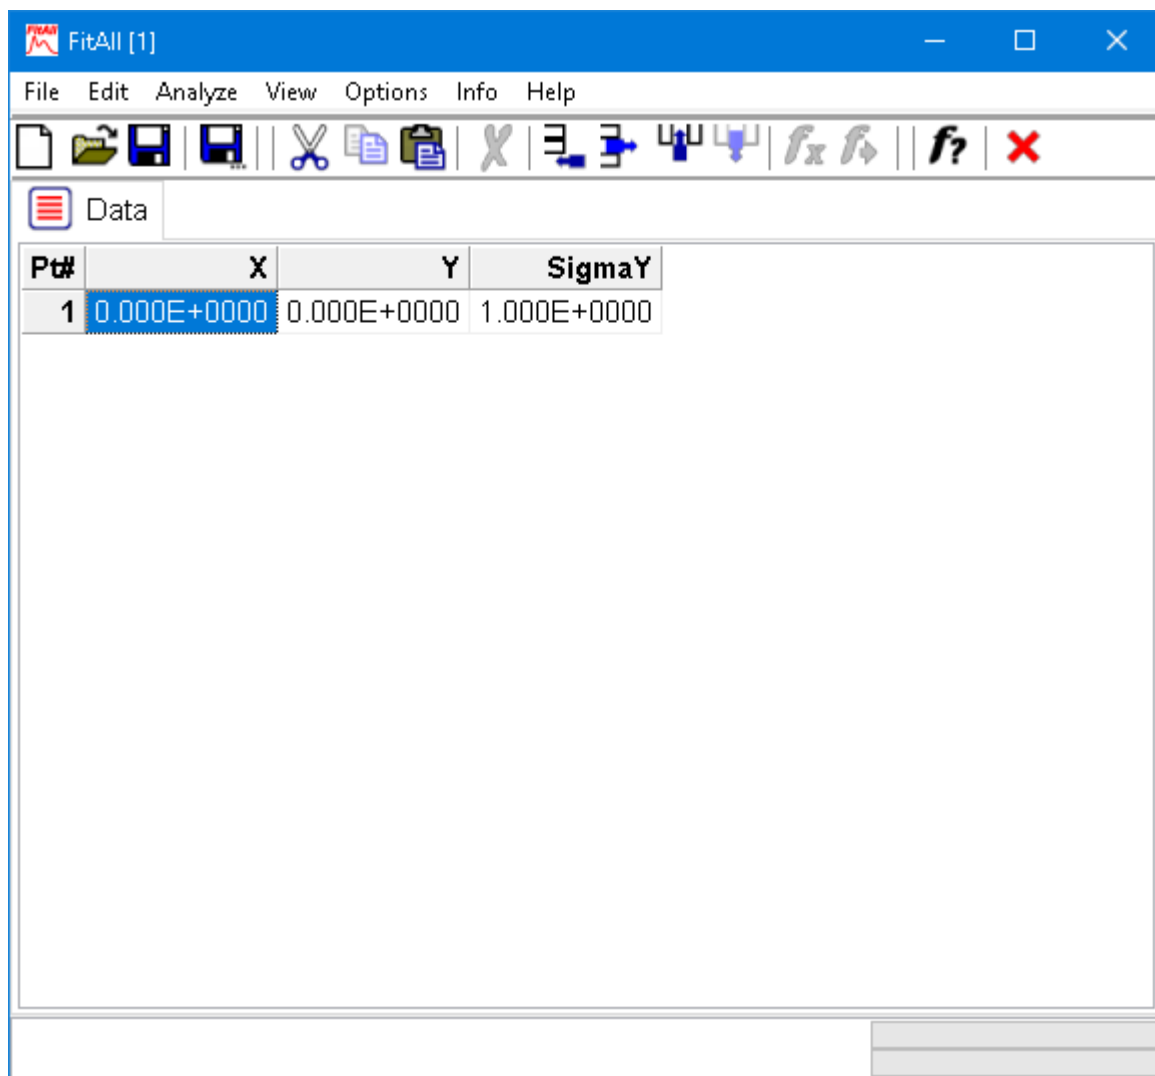 FitAll [1]
File Edit Analyze View Options Info Help
f? 
Data
Pt# X Y SigmaY
1 0.000E+0000 0.000E+0000 1.000E+0000